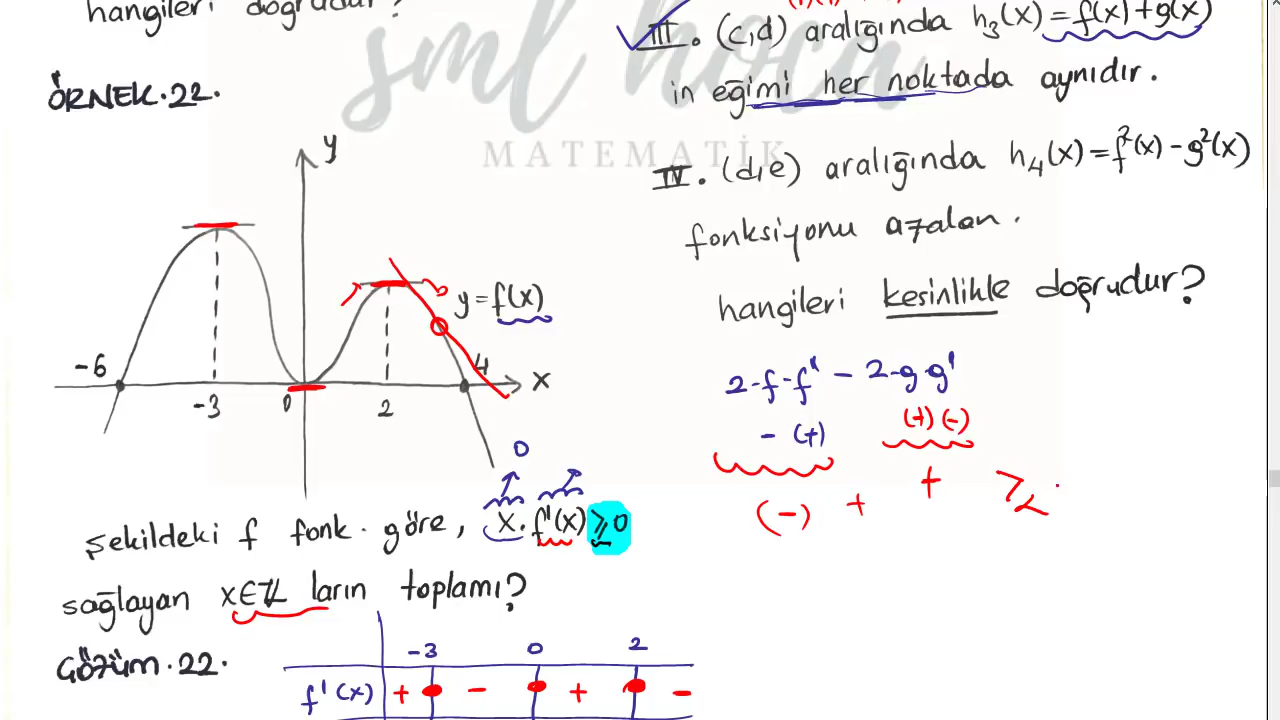 hangileri doğrudur?
ÖRNEK.22.
y
y=f(x)
-6
-3
0
2
4
x
0
Şekildeki f fonk. göre, x.f'(x)≥0
sağlayan x∈Z ların toplamı?
ÇÖZÜM.22.
-3 0 2
f'(x) + - + -
III. (c,d) aralığında h₃(x)=f(x)+g(x)
in eğimi her noktada aynıdır.
IV. (d,e) aralığında h₄(x)=f²(x)-g²(x)
fonksiyonu azalan.
hangileri kesinlikle doğrudur?
2.f.f' - 2.g.g'
- (+) (+)(-)
(-) + +
sml hoca
MATEMATİK